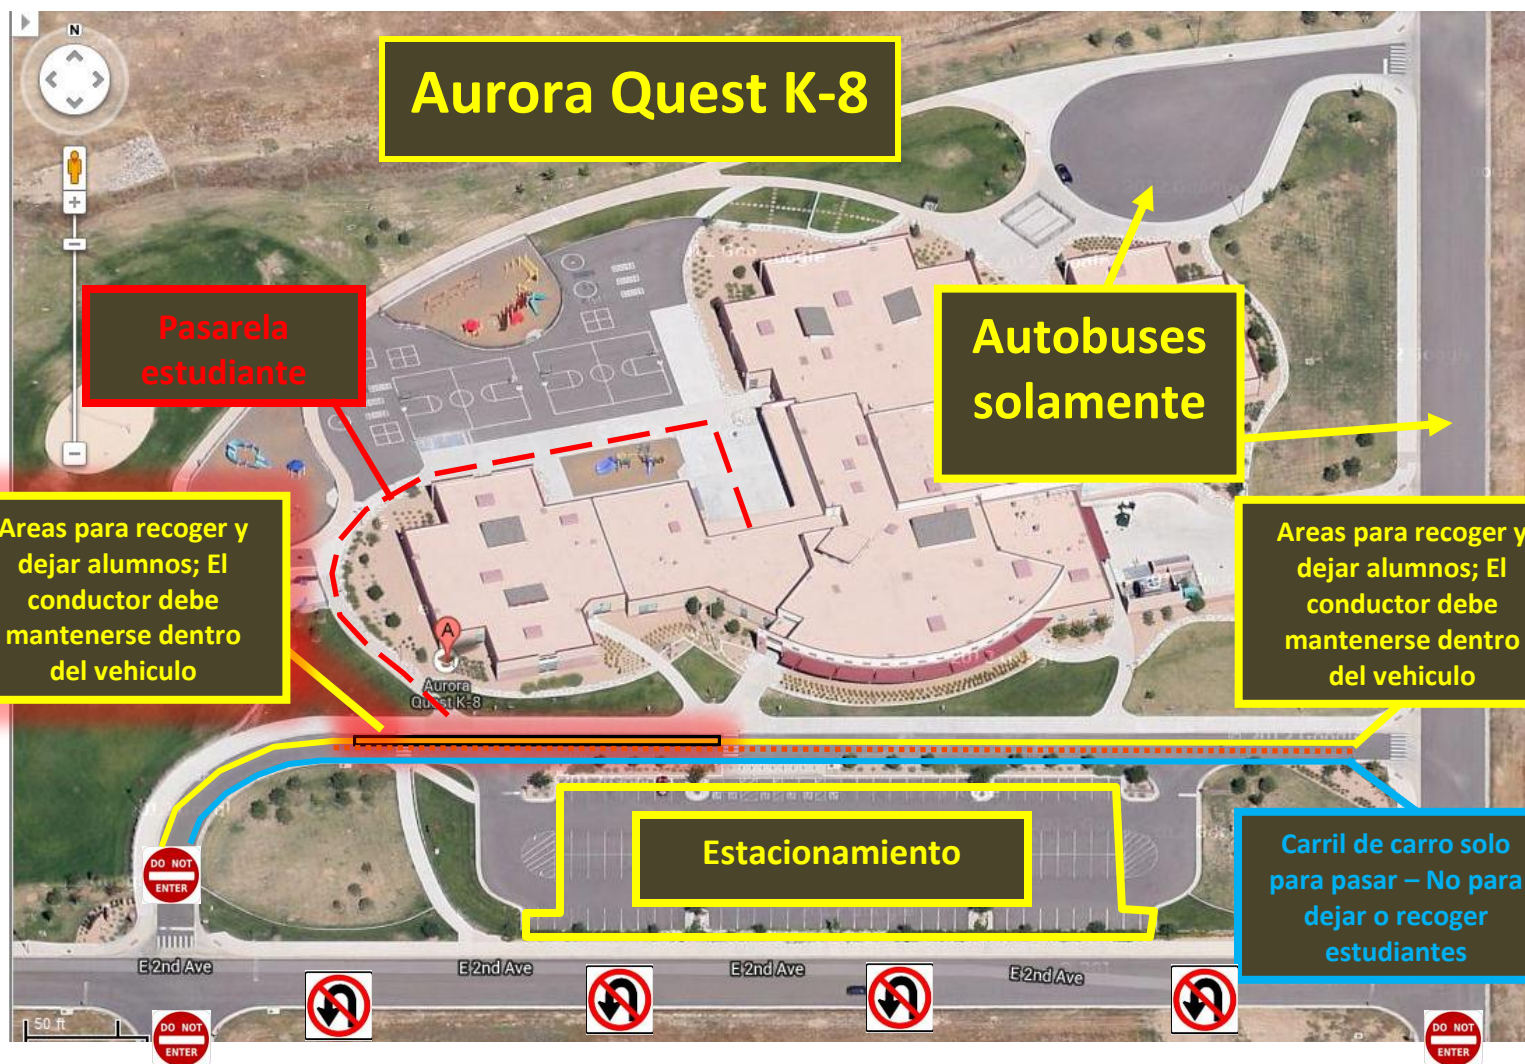 N
Aurora Quest K-8
Pasarela
estudiante
Autobuses
solamente
Areas para recoger y
dejar alumnos; El
conductor debe
mantenerse dentro
del vehiculo
Areas para recoger y
dejar alumnos; El
conductor debe
mantenerse dentro
del vehiculo
A
Aurora
Quest K-8
Estacionamiento
Carril de carro solo
para pasar – No para
dejar o recoger
estudiantes
DO NOT
ENTER
E 2nd Ave
E 2nd Ave
E 2nd Ave
E 2nd Ave
50 ft
DO NOT
ENTER
DO NOT
ENTER